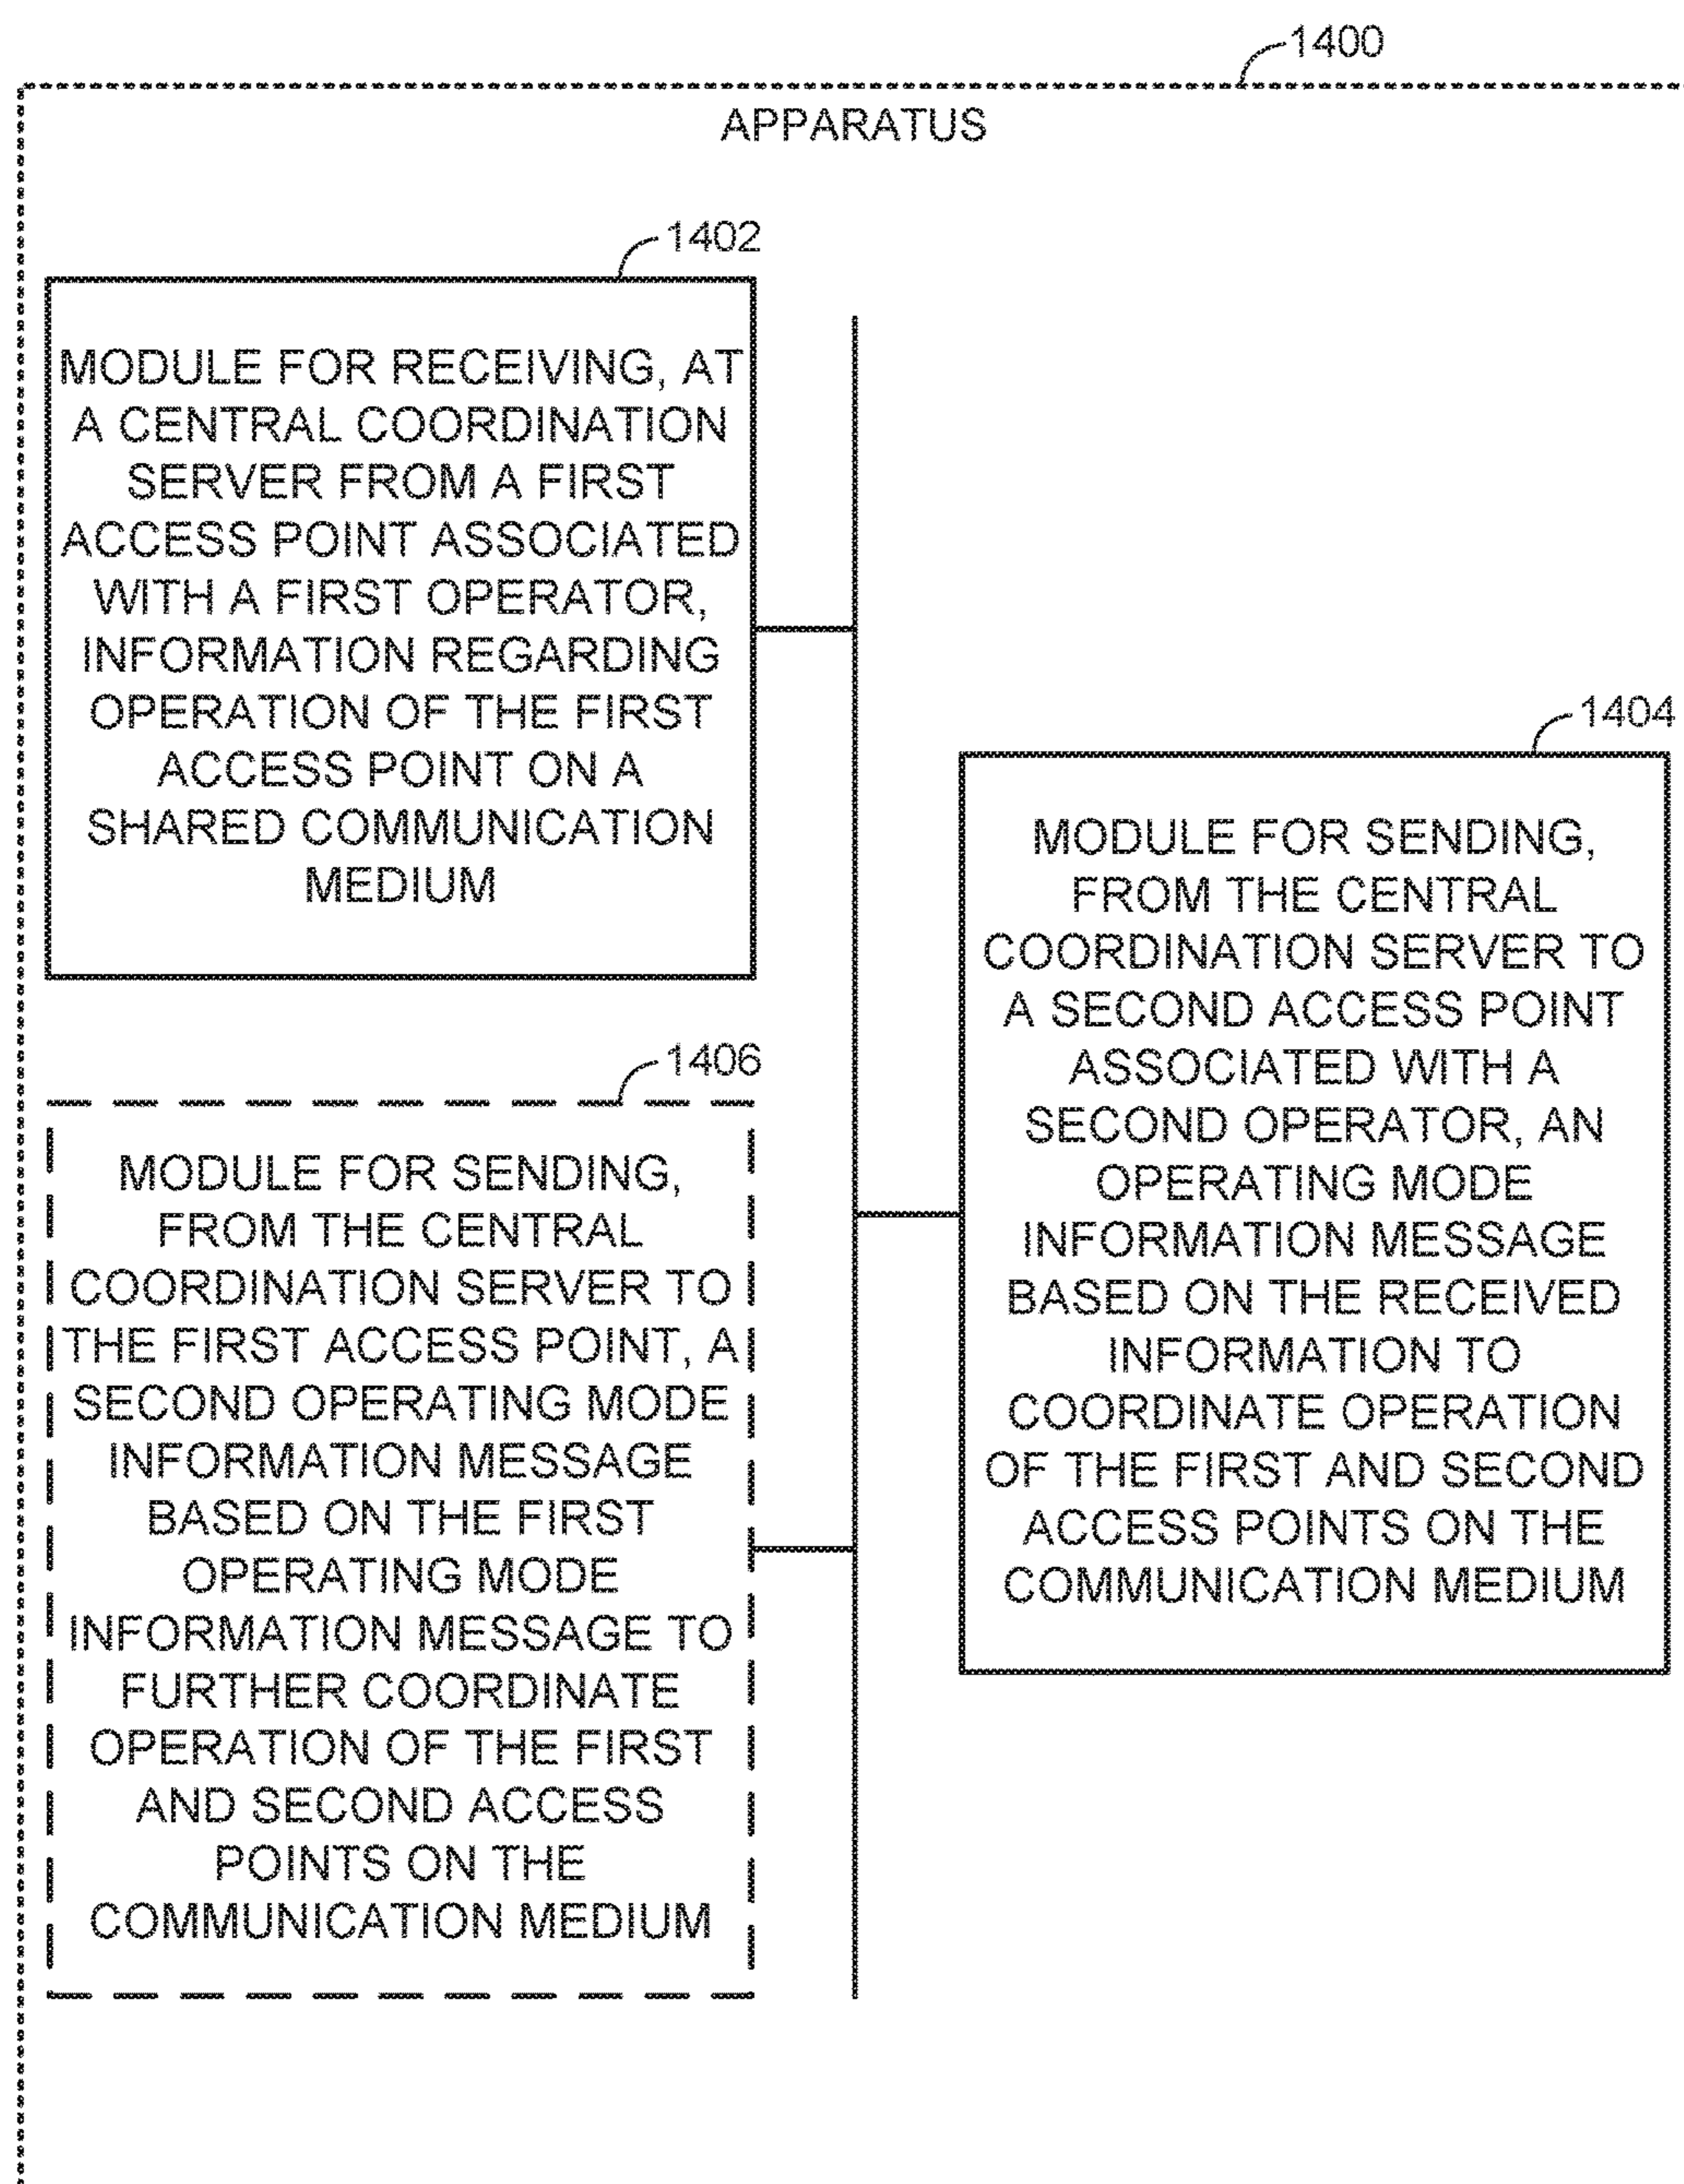 1400
APPARATUS
1402
MODULE FOR RECEIVING, AT
A CENTRAL COORDINATION
SERVER FROM A FIRST
ACCESS POINT ASSOCIATED
WITH A FIRST OPERATOR,
INFORMATION REGARDING
OPERATION OF THE FIRST
ACCESS POINT ON A
SHARED COMMUNICATION
MEDIUM
1404
MODULE FOR SENDING,
FROM THE CENTRAL
COORDINATION SERVER TO
A SECOND ACCESS POINT
ASSOCIATED WITH A
SECOND OPERATOR, AN
OPERATING MODE
INFORMATION MESSAGE
BASED ON THE RECEIVED
INFORMATION TO
COORDINATE OPERATION
OF THE FIRST AND SECOND
ACCESS POINTS ON THE
COMMUNICATION MEDIUM
1406
MODULE FOR SENDING,
FROM THE CENTRAL
COORDINATION SERVER TO
THE FIRST ACCESS POINT, A
SECOND OPERATING MODE
INFORMATION MESSAGE
BASED ON THE FIRST
OPERATING MODE
INFORMATION MESSAGE TO
FURTHER COORDINATE
OPERATION OF THE FIRST
AND SECOND ACCESS
POINTS ON THE
COMMUNICATION MEDIUM